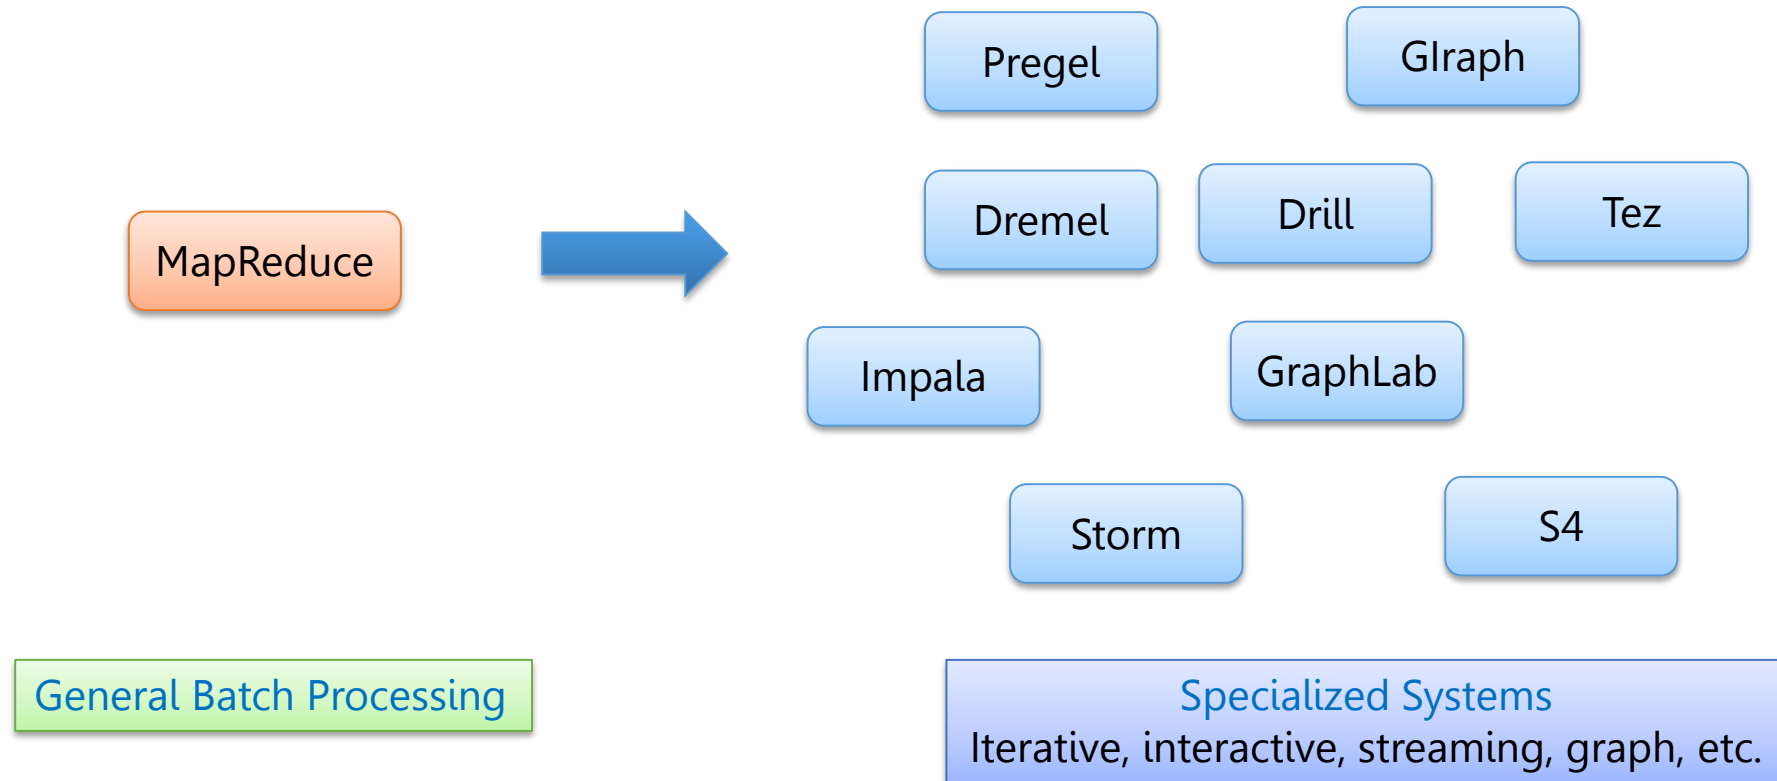 Pregel
GIraph
MapReduce
Dremel
Drill
Tez
Impala
GraphLab
Storm
S4
General Batch Processing
Specialized Systems
Iterative, interactive, streaming, graph, etc.